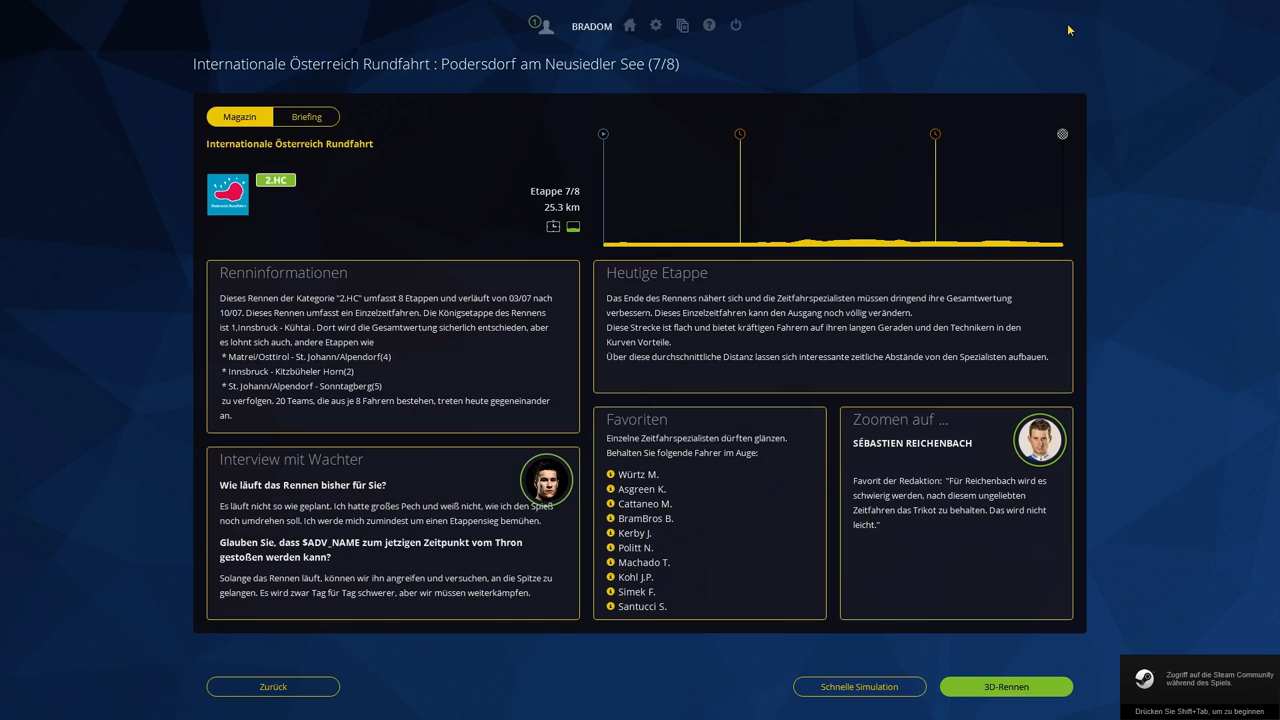 1
BRADOM
Internationale Österreich Rundfahrt : Podersdorf am Neusiedler See (7/8)
Magazin
Briefing
Internationale Österreich Rundfahrt
2.HC
Etappe 7/8
25.3 km
Renninformationen
Dieses Rennen der Kategorie "2.HC" umfasst 8 Etappen und verläuft von 03/07 nach
10/07. Dieses Rennen umfasst ein Einzelzeitfahren. Die Königsetappe des Rennens
ist 1,Innsbruck - Kühtai . Dort wird die Gesamtwertung sicherlich entschieden, aber
es lohnt sich auch, andere Etappen wie
* Matrei/Osttirol - St. Johann/Alpendorf(4)
* Innsbruck - Kitzbüheler Horn(2)
* St. Johann/Alpendorf - Sonntagberg(5)
zu verfolgen. 20 Teams, die aus je 8 Fahrern bestehen, treten heute gegeneinander
an.
Heutige Etappe
Das Ende des Rennens nähert sich und die Zeitfahrspezialisten müssen dringend ihre Gesamtwertung
verbessern. Dieses Einzelzeitfahren kann den Ausgang noch völlig verändern.
Diese Strecke ist flach und bietet kräftigen Fahrern auf ihren langen Geraden und den Technikern in den
Kurven Vorteile.
Über diese durchschnittliche Distanz lassen sich interessante zeitliche Abstände von den Spezialisten aufbauen.
Interview mit Wachter
Wie läuft das Rennen bisher für Sie?
Es läuft nicht so wie geplant. Ich hatte großes Pech und weiß nicht, wie ich den Spieß
noch umdrehen soll. Ich werde mich zumindest um einen Etappensieg bemühen.
Glauben Sie, dass $ADV_NAME zum jetzigen Zeitpunkt vom Thron
gestoßen werden kann?
Solange das Rennen läuft, können wir ihn angreifen und versuchen, an die Spitze zu
gelangen. Es wird zwar Tag für Tag schwerer, aber wir müssen weiterkämpfen.
Favoriten
Einzelne Zeitfahrspezialisten dürften glänzen.
Behalten Sie folgende Fahrer im Auge:
Würtz M.
Asgreen K.
Cattaneo M.
BramBros B.
Kerby J.
Politt N.
Machado T.
Kohl J.P.
Simek F.
Santucci S.
Zoomen auf ...
SÉBASTIEN REICHENBACH
Favorit der Redaktion: "Für Reichenbach wird es
schwierig werden, nach diesem ungeliebten
Zeitfahren das Trikot zu behalten. Das wird nicht
leicht."
Zurück
Schnelle Simulation
3D-Rennen
Zugriff auf die Steam Community
während des Spiels.
Drücken Sie Shift+Tab, um zu beginnen